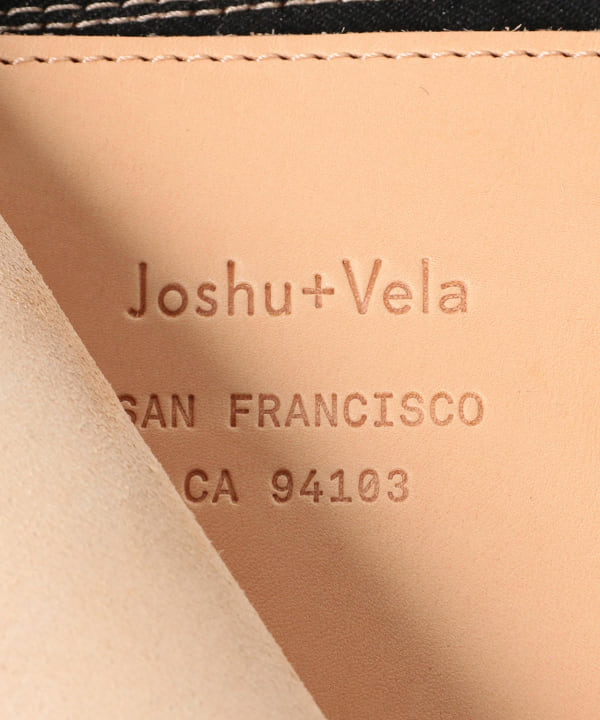 Joshu+Vela
SAN FRANCISCO
CA 94103